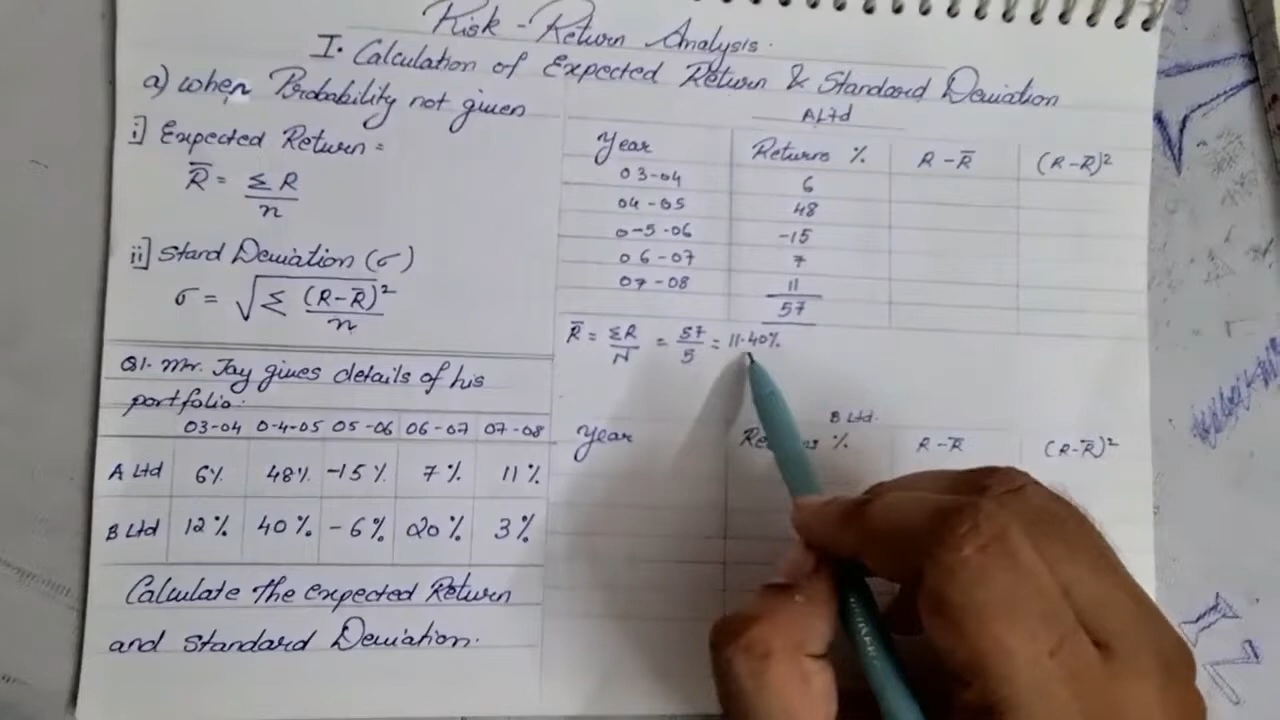 Risk - Return Analysis.
I. Calculation of Expected Return & Standard Deviation
a) when Probability not given
i] Expected Return =
R̅ = ΣR / n
ii] Stard Deviation (σ)
σ = √Σ (R-R̅)² / n
Q1. Mr. Jay gives details of his
portfolio.
03-04 0-4-05 05-06 06-07 07-08
A Ltd 6% 48% -15% 7% 11%
B Ltd 12% 40% -6% 20% 3%
Calculate the expected Return
and Standard Deviation.
A Ltd
Year Returns % R-R̅ (R-R̅)²
03-04 6
04-05 48
0-5-06 -15
06-07 7
07-08 11
57
R̅ = ΣR / N = 57 / 5 = 11.40%
B Ltd.
Year % R-R̅ (R-R̅)²